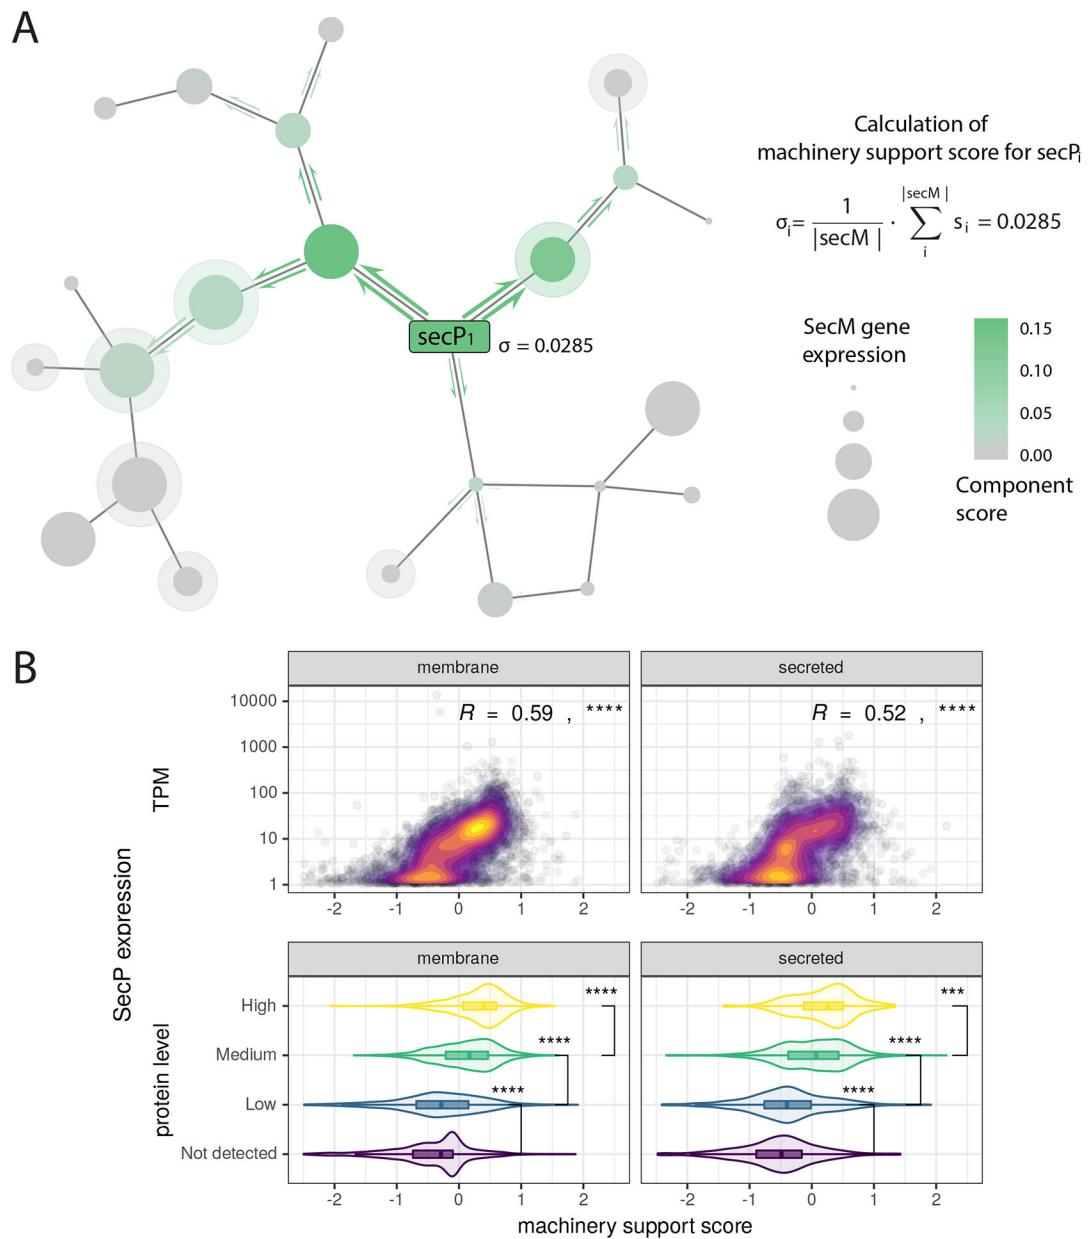 A
Calculation of
machinery support score for secPi
σi= 1 / |secM | · |secM | ∑ i si = 0.0285
secP1
σ = 0.0285
SecM gene
expression
0.15
0.10
0.05
0.00
Component
score
B
membrane
secreted
R = 0.59 , ****
R = 0.52 , ****
10000
1000
100
10
1
TPM
-2 -1 0 1 2
-2 -1 0 1 2
SecP expression
membrane
secreted
High
Medium
Low
Not detected
protein level
****
****
****
***
****
****
-2 -1 0 1 2
-2 -1 0 1 2
machinery support score